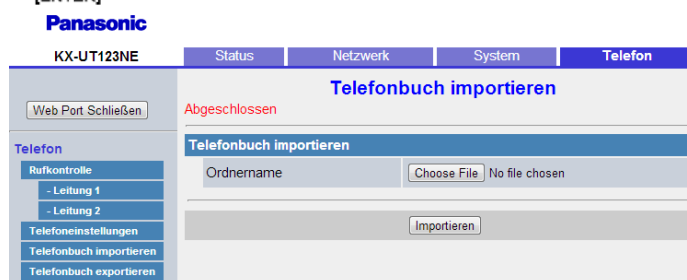 Panasonic
KX-UT123NE
Status Netzwerk System Telefon
Web Port Schließen
Telefon
Rufkontrolle
- Leitung 1
- Leitung 2
Telefoneinstellungen
Telefonbuch importieren
Telefonbuch exportieren
Telefonbuch importieren
Abgeschlossen
Telefonbuch importieren
Ordnername Choose File No file chosen
Importieren